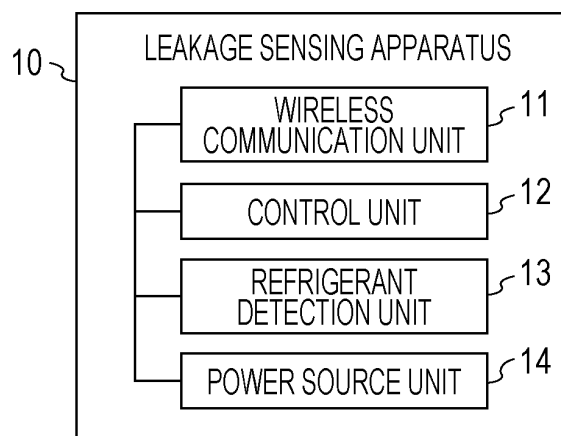 10
LEAKAGE SENSING APPARATUS
WIRELESS
COMMUNICATION UNIT
11
CONTROL UNIT
12
REFRIGERANT
DETECTION UNIT
13
POWER SOURCE UNIT
14